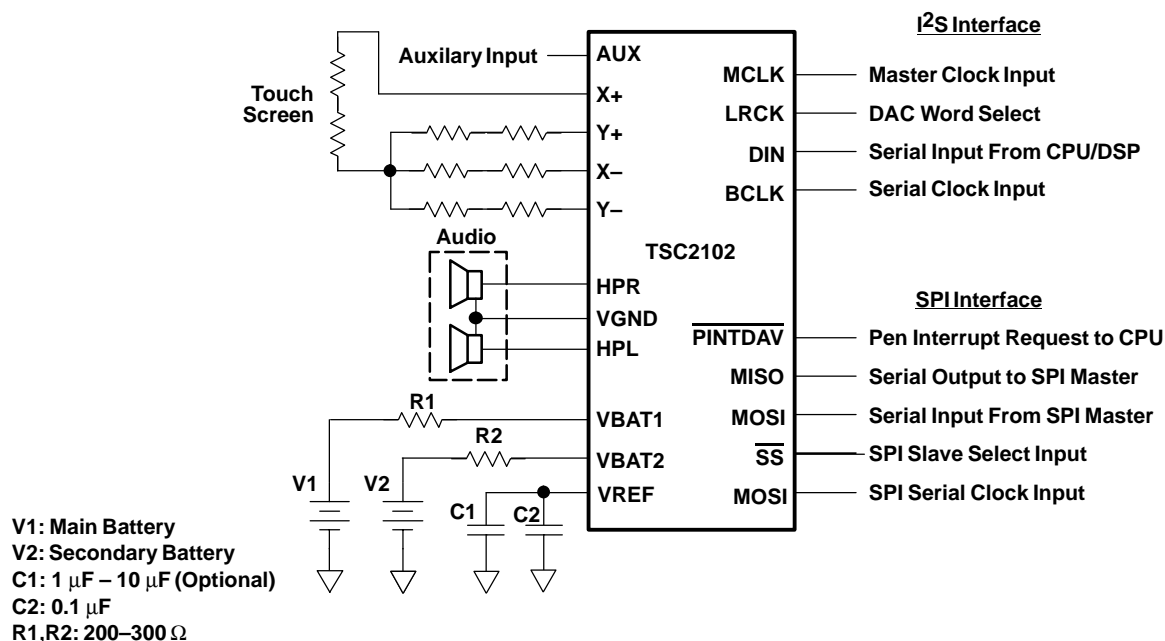 I2S Interface
Auxilary Input
AUX
MCLK
Master Clock Input
Touch
Screen
X+
LRCK
DAC Word Select
Y+
DIN
Serial Input From CPU/DSP
X–
BCLK
Serial Clock Input
Y–
Audio
TSC2102
HPR
SPI Interface
VGND
PINTDAV
Pen Interrupt Request to CPU
HPL
MISO
Serial Output to SPI Master
R1
VBAT1
MOSI
Serial Input From SPI Master
R2
VBAT2
SS
SPI Slave Select Input
V1
V2
VREF
MOSI
SPI Serial Clock Input
C1
C2
V1: Main Battery
V2: Secondary Battery
C1: 1 μF – 10 μF (Optional)
C2: 0.1 μF
R1,R2: 200–300 Ω